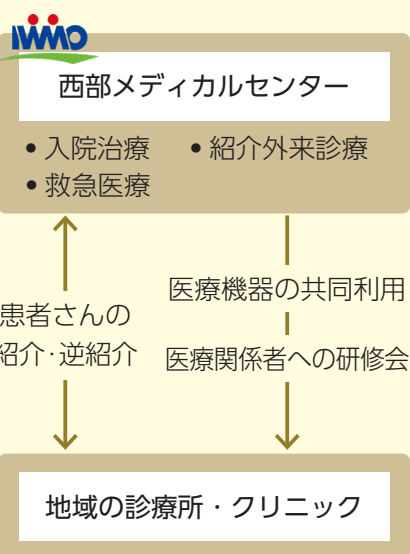 IWMO
西部メディカルセンター
• 入院治療 • 紹介外来診療
• 救急医療
医療機器の共同利用
患者さんの
紹介・逆紹介
医療関係者への研修会
地域の診療所・クリニック